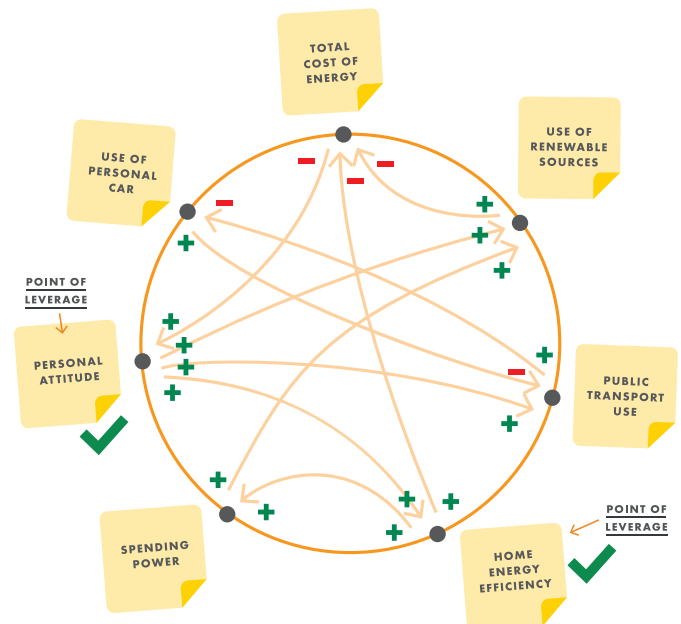 TOTAL
COST OF
ENERGY
USE OF
RENEWABLE
SOURCES
USE OF
PERSONAL
CAR
POINT OF
LEVERAGE
PERSONAL
ATTITUDE
PUBLIC
TRANSPORT
USE
SPENDING
POWER
HOME
ENERGY
EFFICIENCY
POINT OF
LEVERAGE